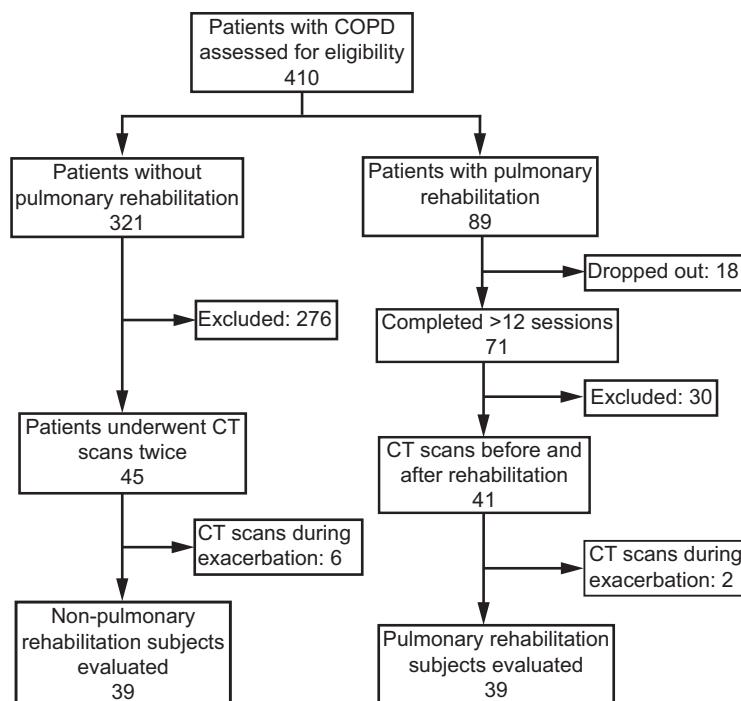 Patients with COPD
assessed for eligibility
410
Patients without
pulmonary rehabilitation
321
Patients with pulmonary
rehabilitation
89
Dropped out: 18
Excluded: 276
Completed >12 sessions
71
Excluded: 30
Patients underwent CT
scans twice
45
CT scans before and
after rehabilitation
41
CT scans during
exacerbation: 6
CT scans during
exacerbation: 2
Non-pulmonary
rehabilitation subjects
evaluated
39
Pulmonary rehabilitation
subjects evaluated
39